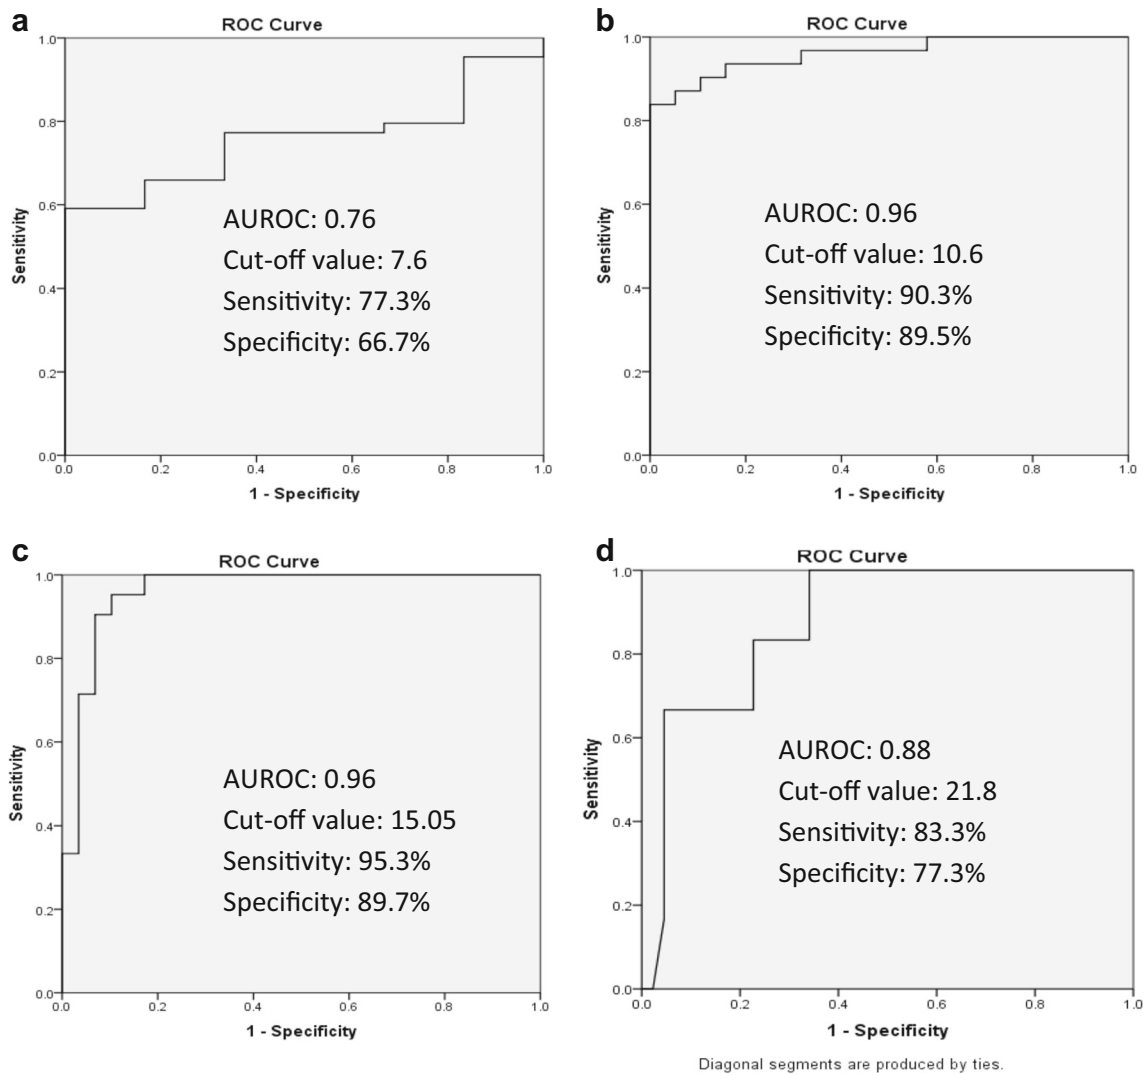 a
ROC Curve
1.0
0.8
0.6
0.4
0.2
0.0
Sensitivity
AUROC: 0.76
Cut-off value: 7.6
Sensitivity: 77.3%
Specificity: 66.7%
0.0 0.2 0.4 0.6 0.8 1.0
1 - Specificity
b
ROC Curve
1.0
0.8
0.6
0.4
0.2
0.0
Sensitivity
AUROC: 0.96
Cut-off value: 10.6
Sensitivity: 90.3%
Specificity: 89.5%
0.0 0.2 0.4 0.6 0.8 1.0
1 - Specificity
c
ROC Curve
1.0
0.8
0.6
0.4
0.2
0.0
Sensitivity
AUROC: 0.96
Cut-off value: 15.05
Sensitivity: 95.3%
Specificity: 89.7%
0.0 0.2 0.4 0.6 0.8 1.0
1 - Specificity
d
ROC Curve
1.0
0.8
0.6
0.4
0.2
0.0
Sensitivity
AUROC: 0.88
Cut-off value: 21.8
Sensitivity: 83.3%
Specificity: 77.3%
0.0 0.2 0.4 0.6 0.8 1.0
1 - Specificity
Diagonal segments are produced by ties.